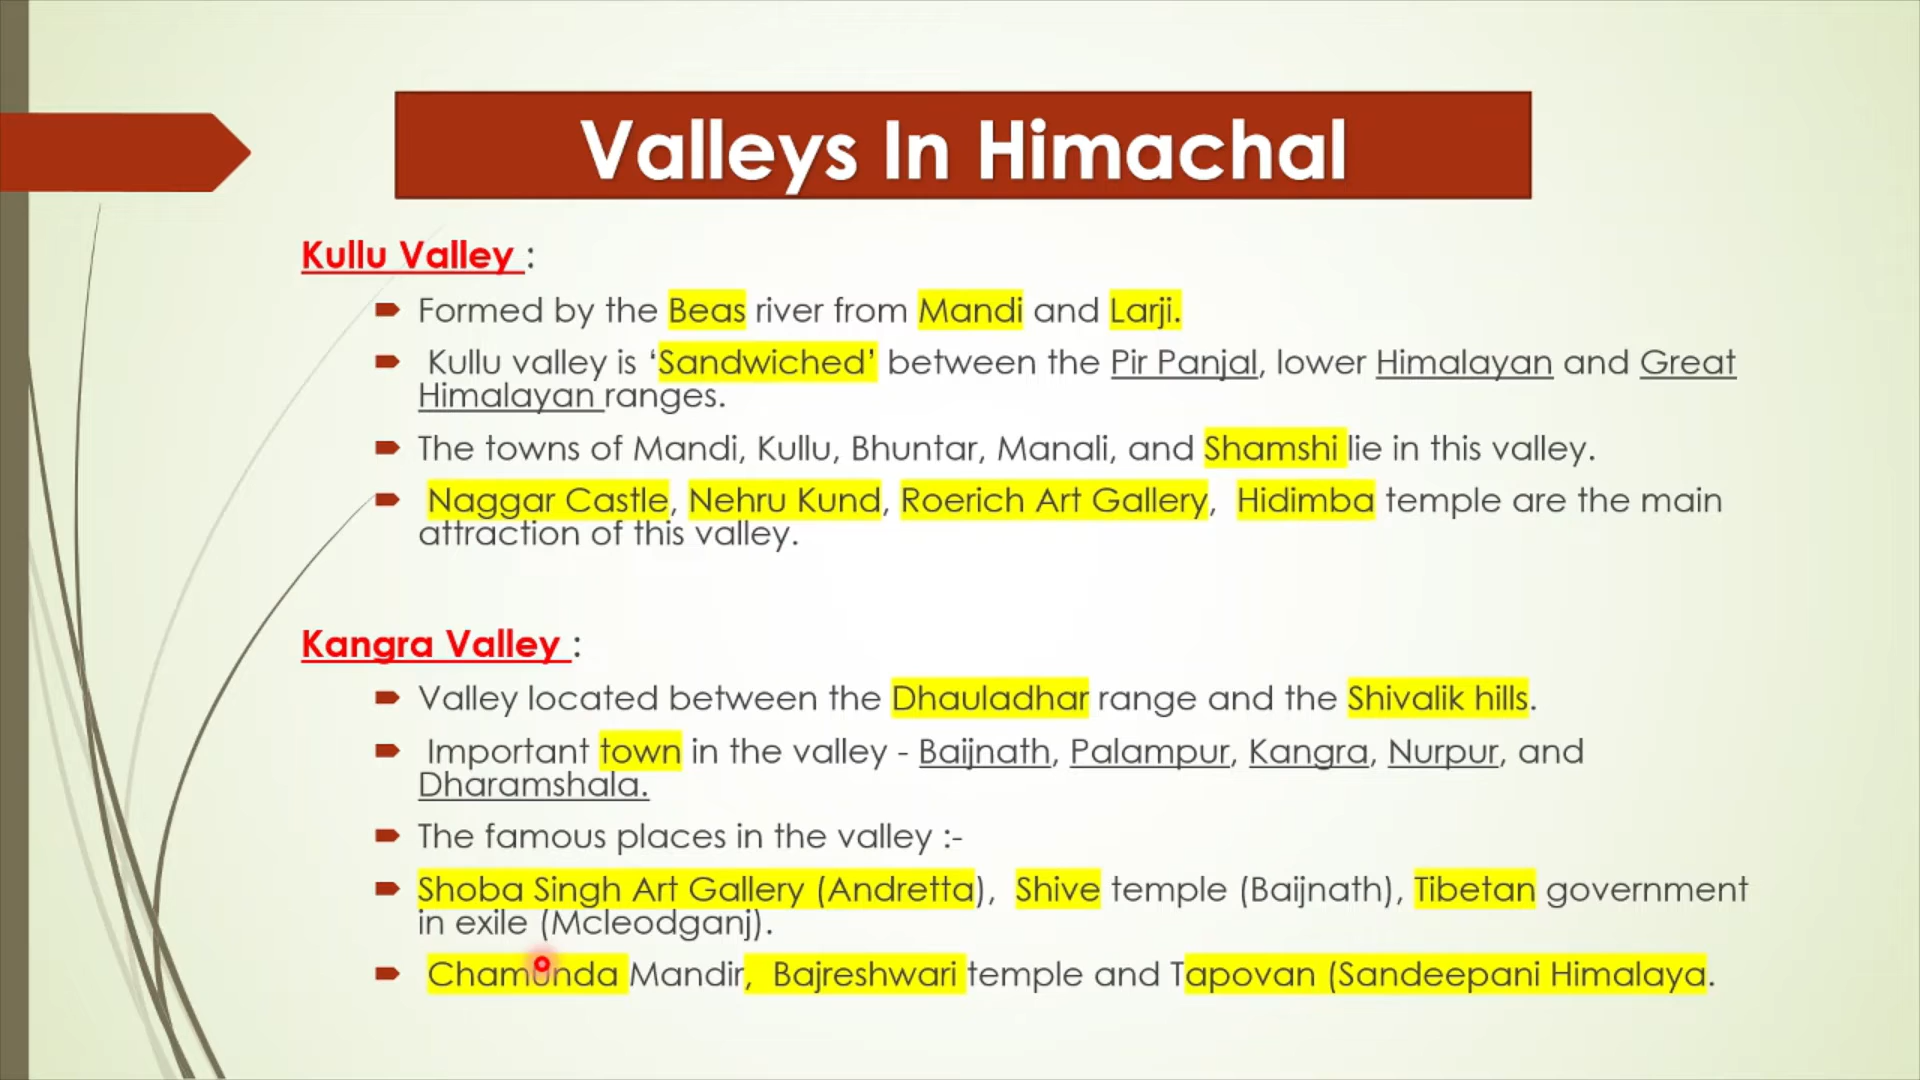 Valleys In Himachal
Kullu Valley :
Formed by the Beas river from Mandi and Larji.
Kullu valley is ‘Sandwiched’ between the Pir Panjal, lower Himalayan and Great
Himalayan ranges.
The towns of Mandi, Kullu, Bhuntar, Manali, and Shamshi lie in this valley.
Naggar Castle, Nehru Kund, Roerich Art Gallery, Hidimba temple are the main
attraction of this valley.
Kangra Valley :
Valley located between the Dhauladhar range and the Shivalik hills.
Important town in the valley - Baijnath, Palampur, Kangra, Nurpur, and
Dharamshala.
The famous places in the valley :-
Shoba Singh Art Gallery (Andretta), Shive temple (Baijnath), Tibetan government
in exile (Mcleodganj).
Chamunda Mandir, Bajreshwari temple and Tapovan (Sandeepani Himalaya.